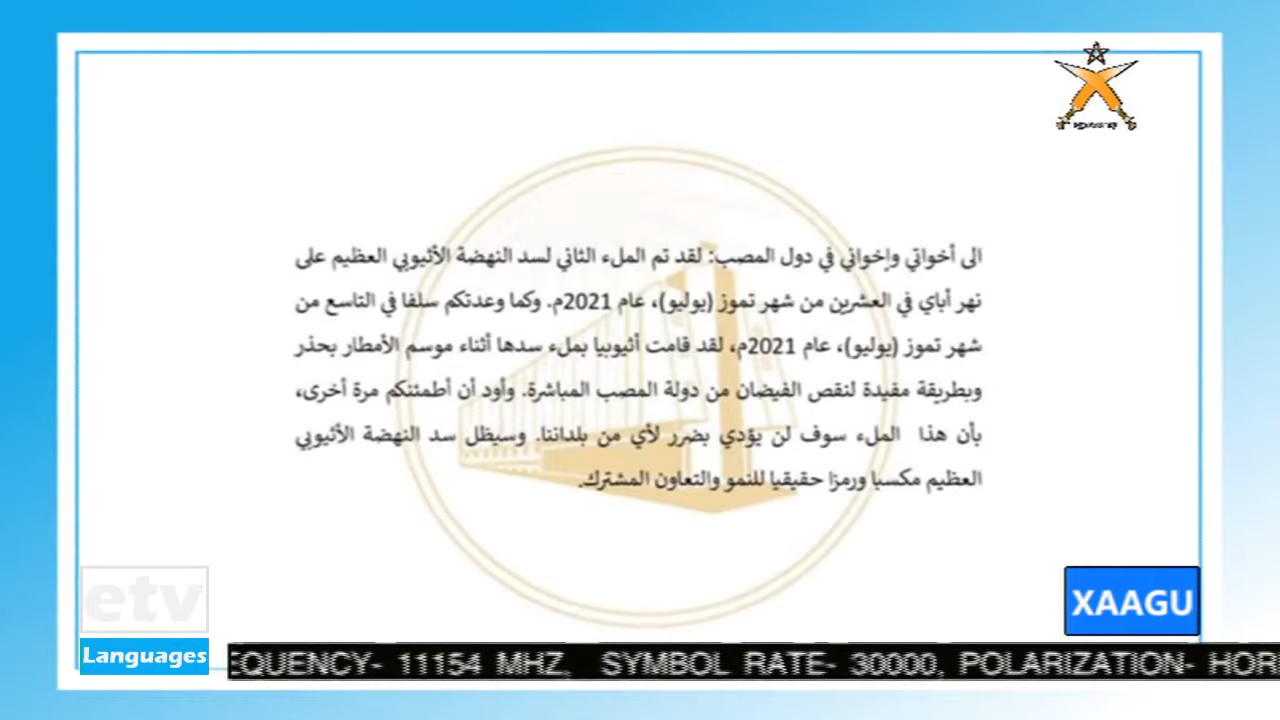 الى أخواتي وإخواني في دول المصب: لقد تم الملء الثاني لسد النهضة الأثيوبي العظيم على
نهر أباي في العشرين من شهر تموز (يوليو)، عام 2021م. وكما وعدتكم سلفا في التاسع من
شهر تموز (يوليو)، عام 2021م، لقد قامت أثيوبيا بملء سدها أثناء موسم الأمطار بحذر
وبطريقة مفيدة لنقص الفيضان من دولة المصب المباشرة. وأود أن أطمئنكم مرة أخرى،
بأن هذا الملء سوف لن يؤدي بضرر لأي من بلداننا. وسيظل سد النهضة الأثيوبي
العظيم مكسبا ورمزا حقيقيا للنمو والتعاون المشترك.
etv
Languages
XAAGU
EQUENCY- 11154 MHZ, SYMBOL RATE- 30000, POLARIZATION- HOR